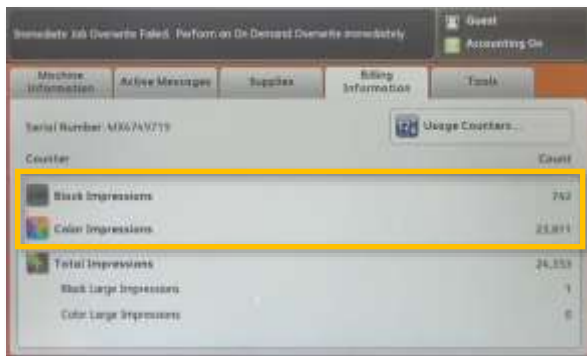 Immediate Job Overwrite Failed. Perform an On Demand Overwrite immediately.
Guest
Accounting On
Machine Information
Active Messages
Supplies
Billing Information
Tools
Serial Number:
Usage Counters...
Counter
Count
Black Impressions
742
Color Impressions
Total Impressions
Black Large Impressions
1
Color Large Impressions
0